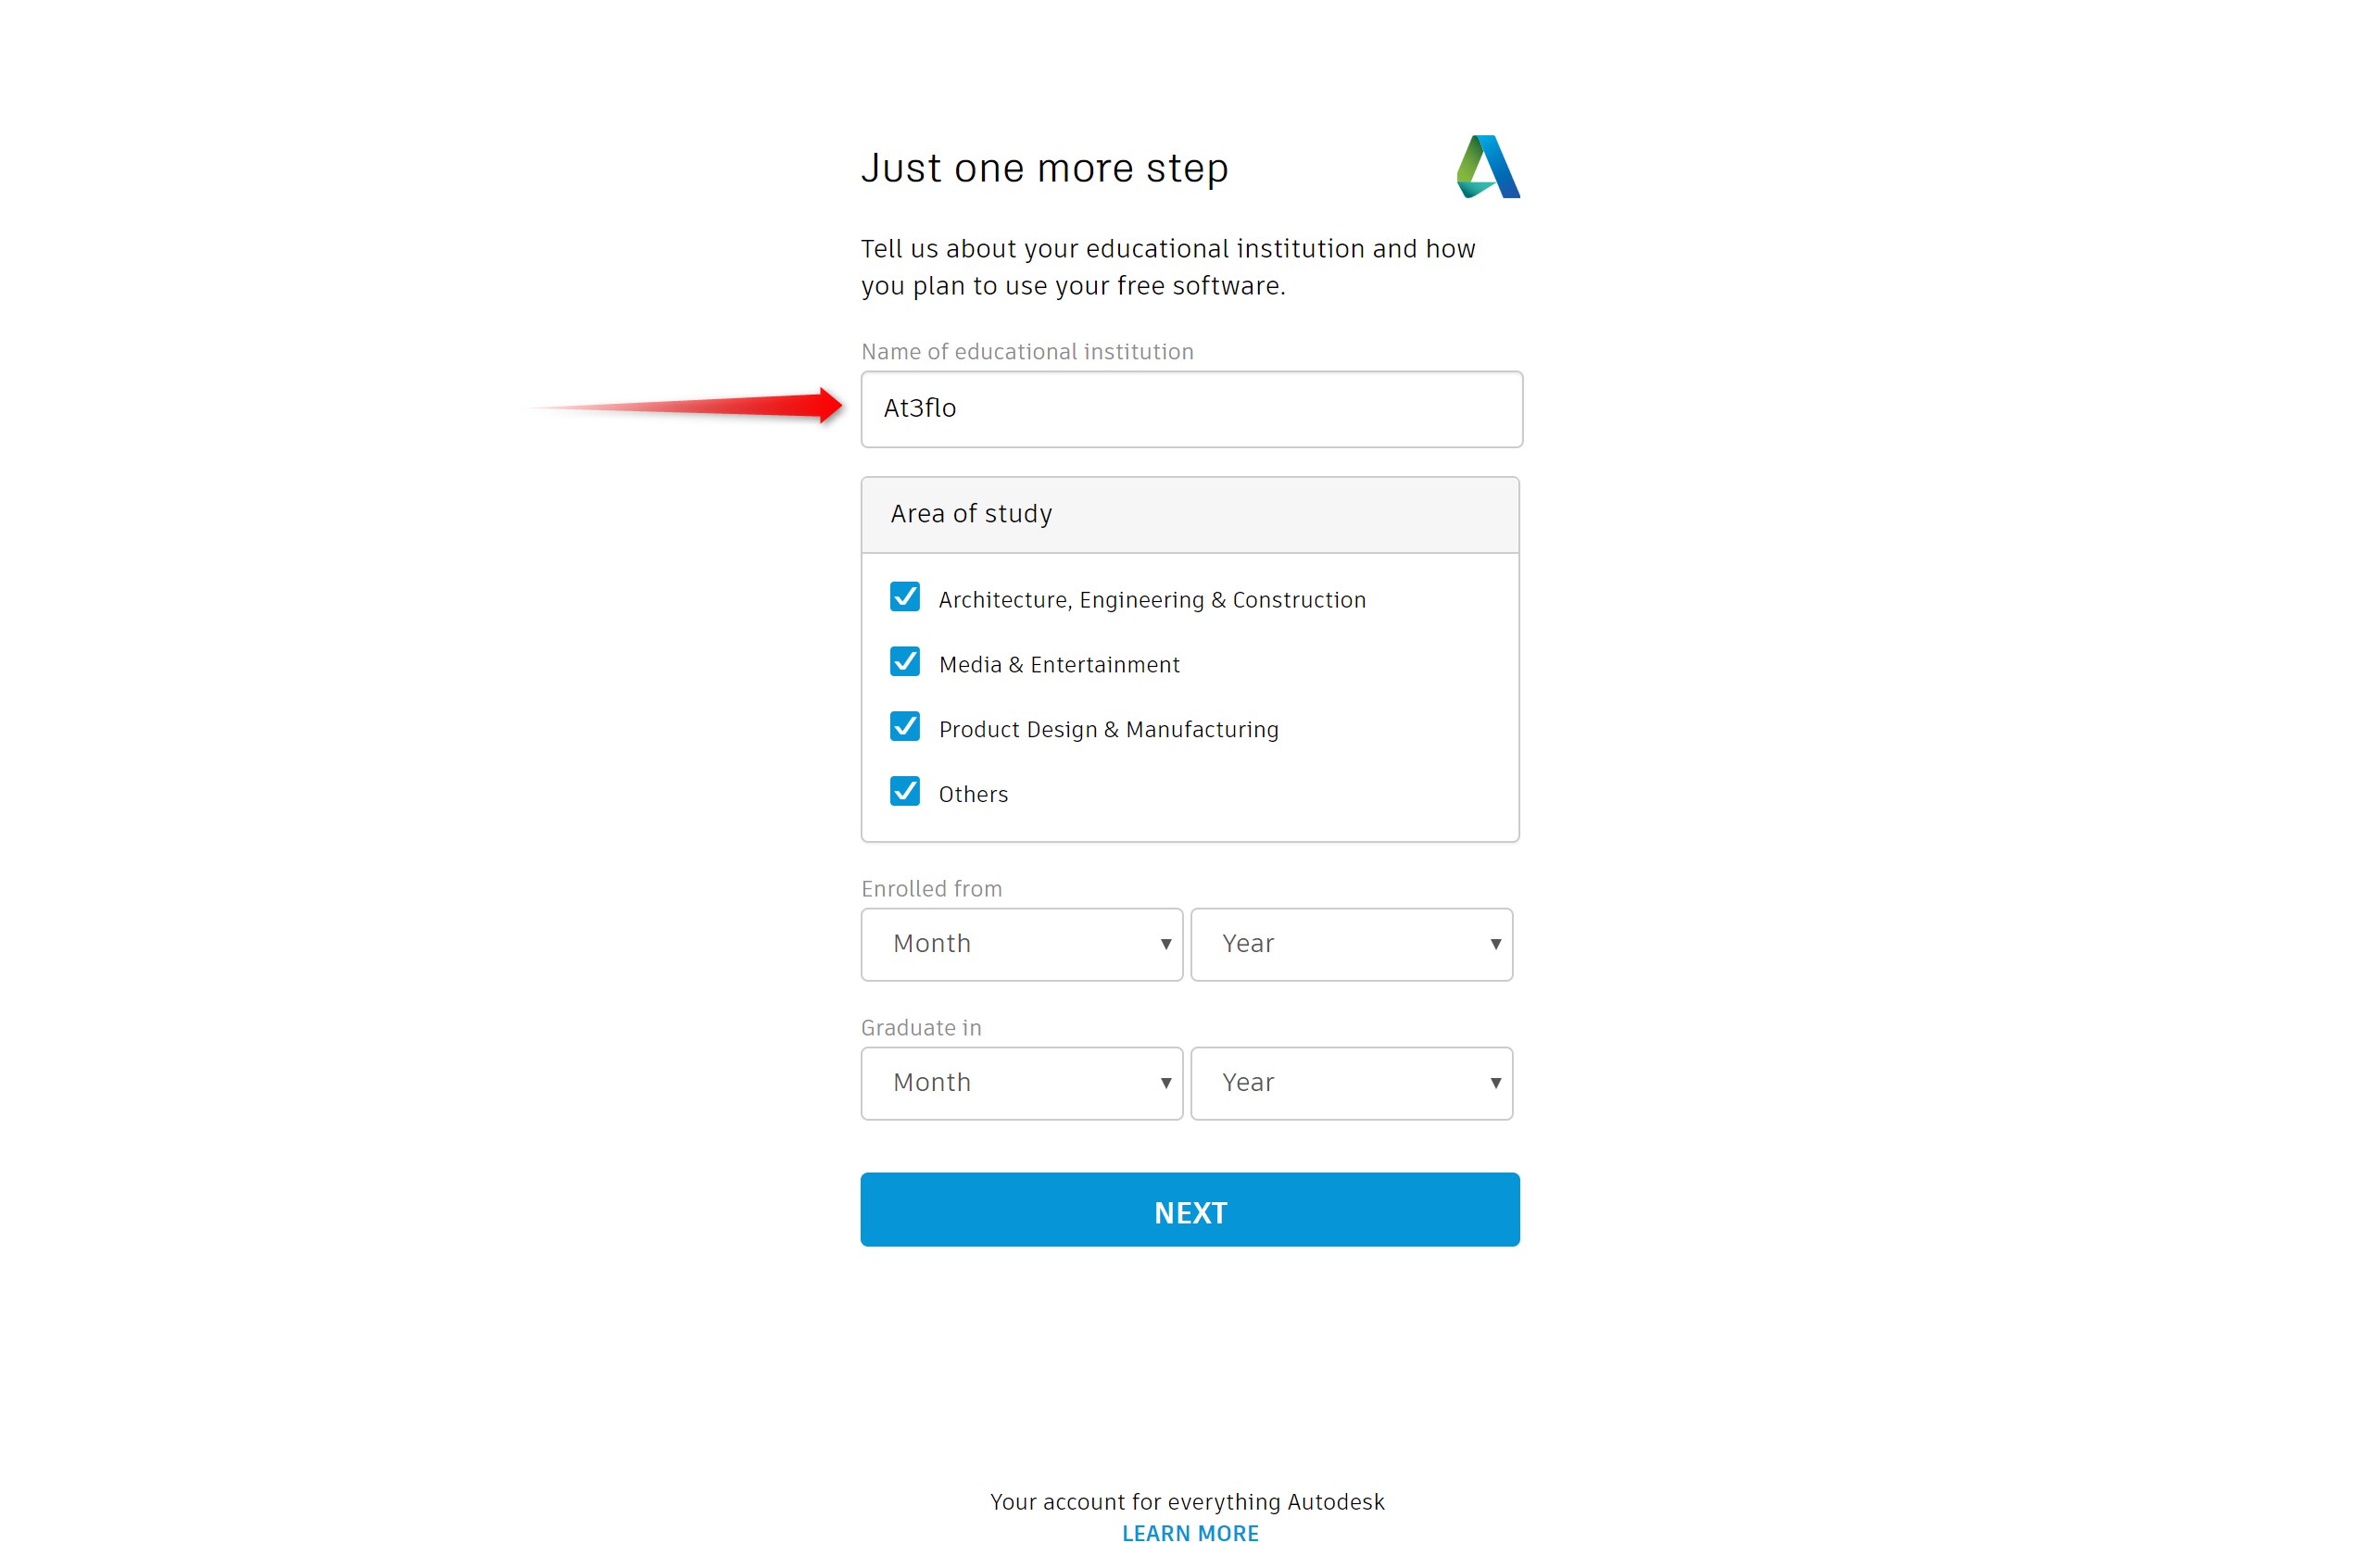 Just one more step
Tell us about your educational institution and how
you plan to use your free software.
Name of educational institution
At3flo
Area of study
Architecture, Engineering & Construction
Media & Entertainment
Product Design & Manufacturing
Others
Enrolled from
Month Year
Graduate in
Month Year
NEXT
Your account for everything Autodesk
LEARN MORE